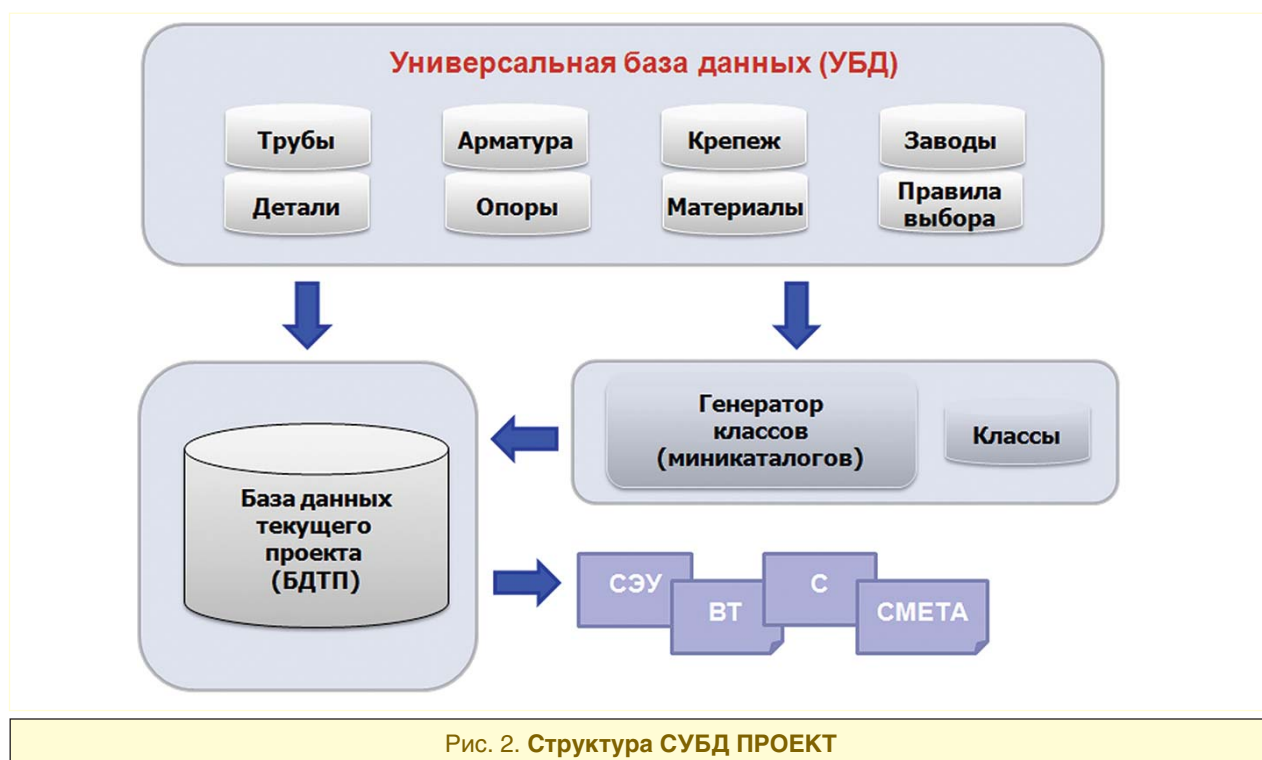 Универсальная база данных (УБД)
Трубы
Арматура
Крепеж
Заводы
Детали
Опоры
Материалы
Правила
выбора
Генератор
классов
(миникаталогов)
Классы
База данных
текущего
проекта
(БДТП)
СЭУ
ВТ
С
СМЕТА
Рис. 2. Структура СУБД ПРОЕКТ